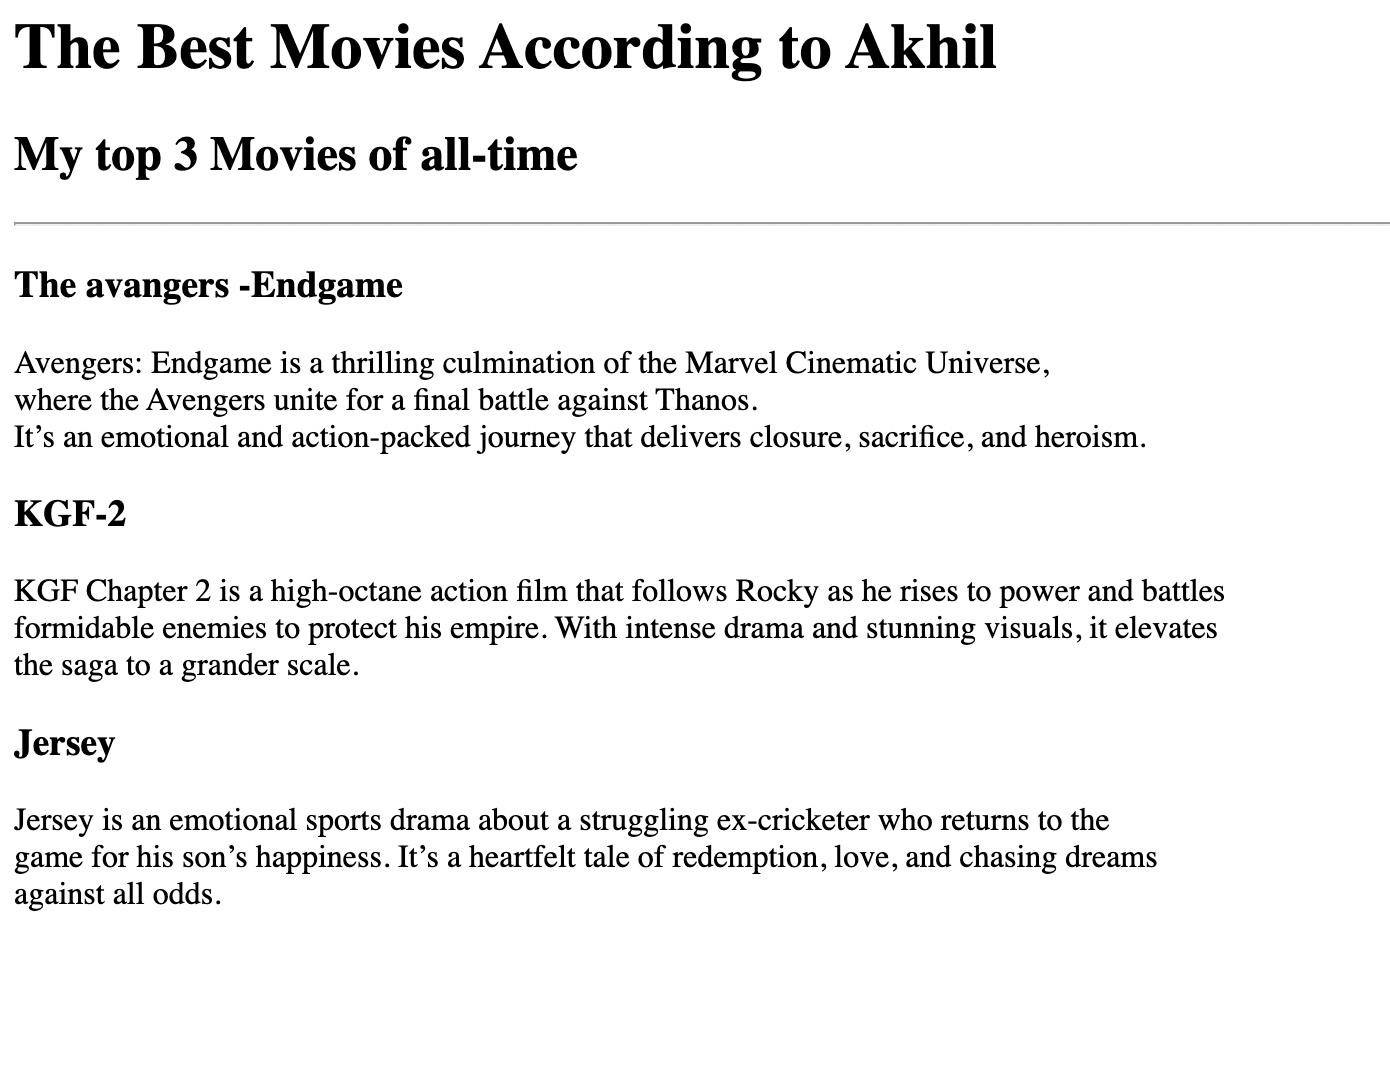 The Best Movies According to Akhil
My top 3 Movies of all-time
The avangers -Endgame
Avengers: Endgame is a thrilling culmination of the Marvel Cinematic Universe,
where the Avengers unite for a final battle against Thanos.
It’s an emotional and action-packed journey that delivers closure, sacrifice, and heroism.
KGF-2
KGF Chapter 2 is a high-octane action film that follows Rocky as he rises to power and battles
formidable enemies to protect his empire. With intense drama and stunning visuals, it elevates
the saga to a grander scale.
Jersey
Jersey is an emotional sports drama about a struggling ex-cricketer who returns to the
game for his son’s happiness. It’s a heartfelt tale of redemption, love, and chasing dreams
against all odds.